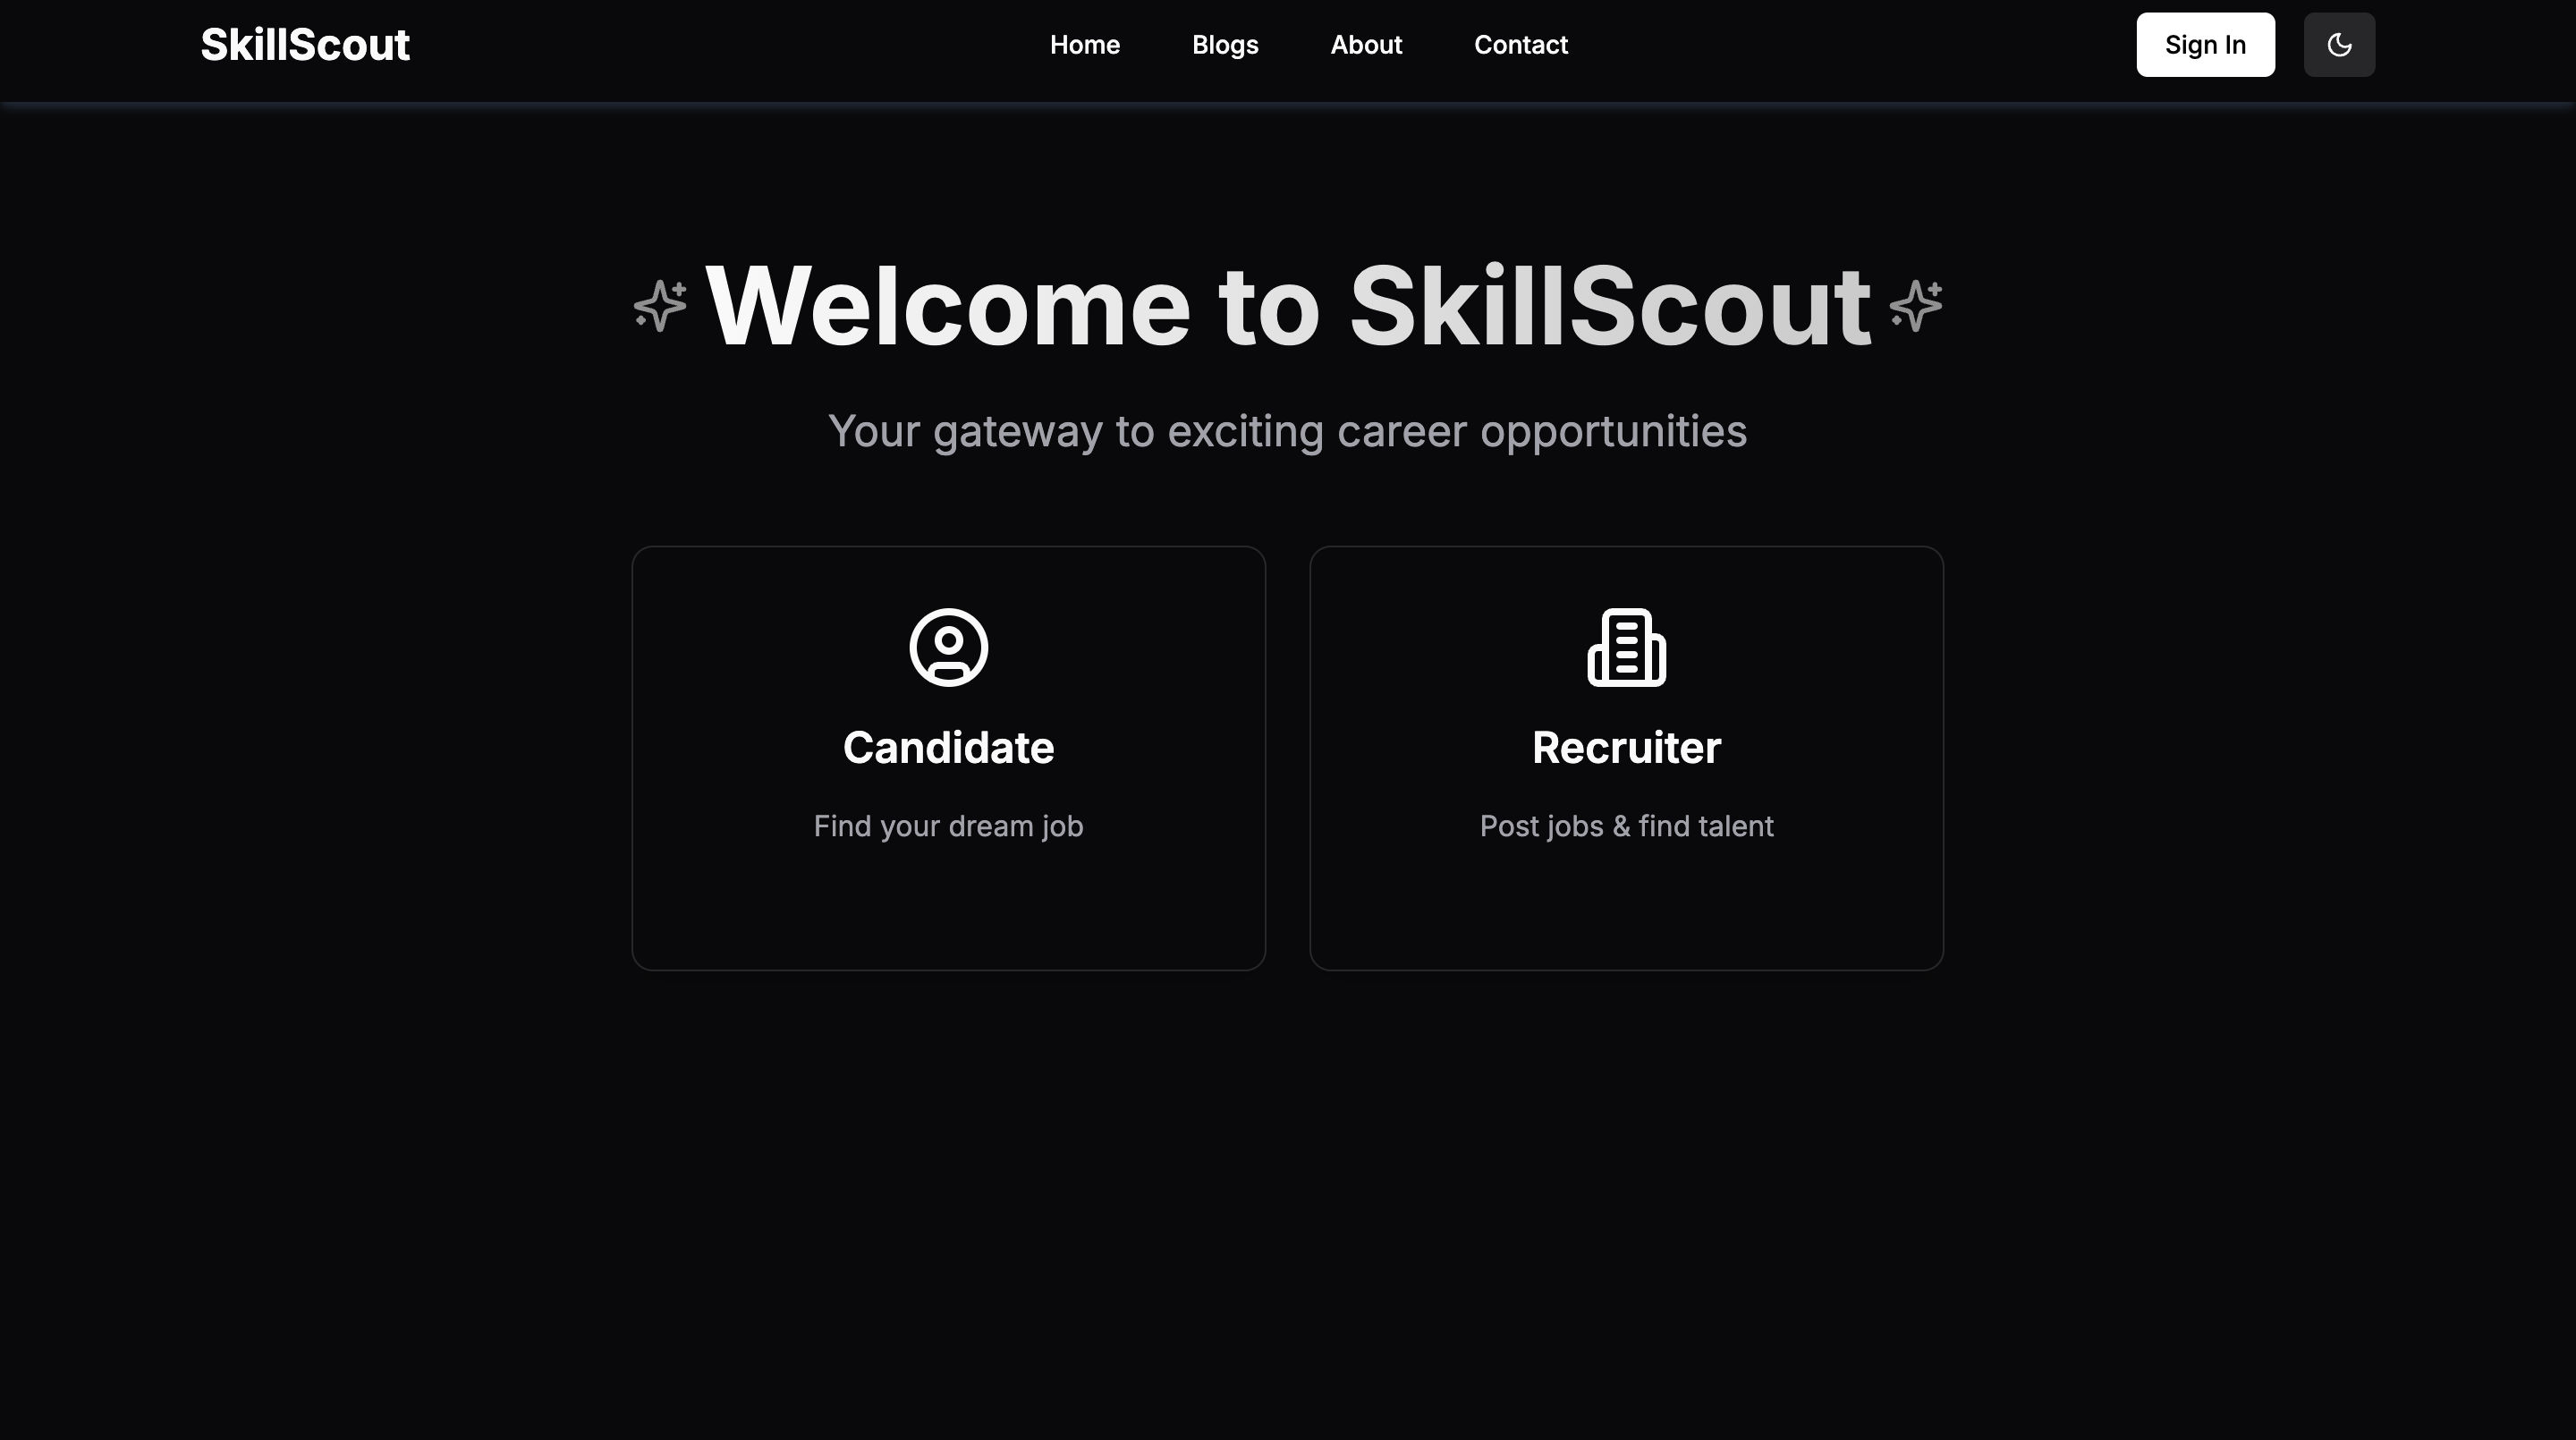 SkillScout
Home Blogs About Contact
Sign In
Welcome to SkillScout
Your gateway to exciting career opportunities
Candidate
Find your dream job
Recruiter
Post jobs & find talent